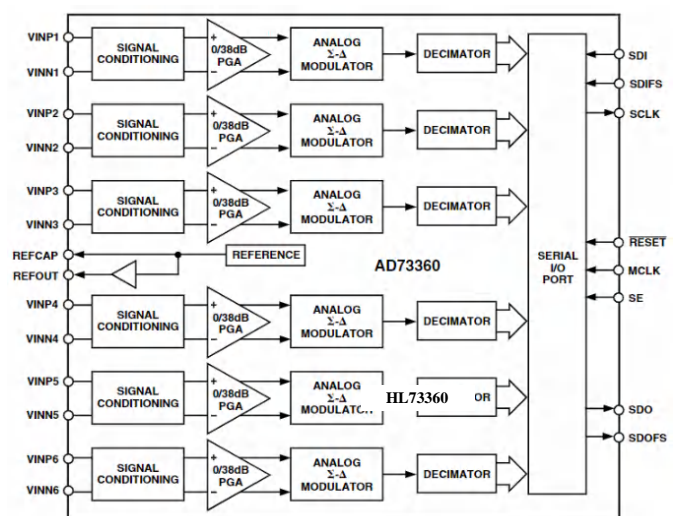 VINP1
VINN1
SIGNAL
CONDITIONING
+
−
0/38dB
PGA
ANALOG
Σ-Δ
MODULATOR
DECIMATOR
SDI
SDIFS
SCLK
VINP2
VINN2
SIGNAL
CONDITIONING
+
−
0/38dB
PGA
ANALOG
Σ-Δ
MODULATOR
DECIMATOR
VINP3
VINN3
SIGNAL
CONDITIONING
+
−
0/38dB
PGA
ANALOG
Σ-Δ
MODULATOR
DECIMATOR
REFCAP
REFOUT
REFERENCE
AD73360
SERIAL
I/O
PORT
RESET
MCLK
SE
VINP4
VINN4
SIGNAL
CONDITIONING
+
−
0/38dB
PGA
ANALOG
Σ-Δ
MODULATOR
DECIMATOR
VINP5
VINN5
SIGNAL
CONDITIONING
+
−
0/38dB
PGA
ANALOG
Σ-Δ
HL73360
SDO
SDOFS
VINP6
VINN6
SIGNAL
CONDITIONING
+
−
0/38dB
PGA
ANALOG
Σ-Δ
MODULATOR
DECIMATOR